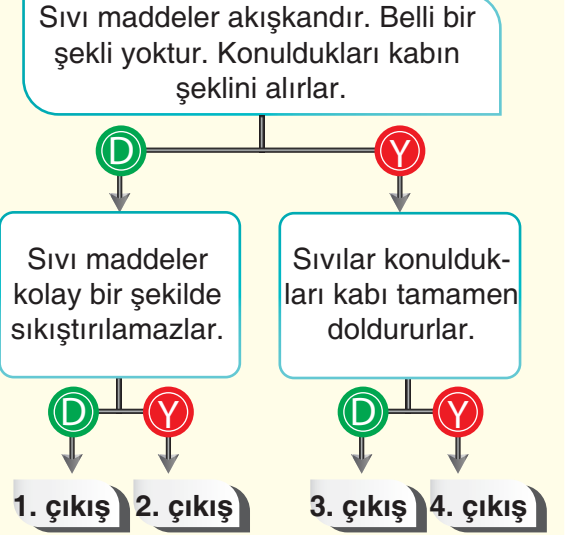 Sıvı maddeler akışkandır. Belli bir
şekli yoktur. Konuldukları kabın
şeklini alırlar.
D
Y
Sıvı maddeler
kolay bir şekilde
sıkıştırılamazlar.
Sıvılar konulduk-
ları kabı tamamen
doldururlar.
D
Y
D
Y
1. çıkış
2. çıkış
3. çıkış
4. çıkış